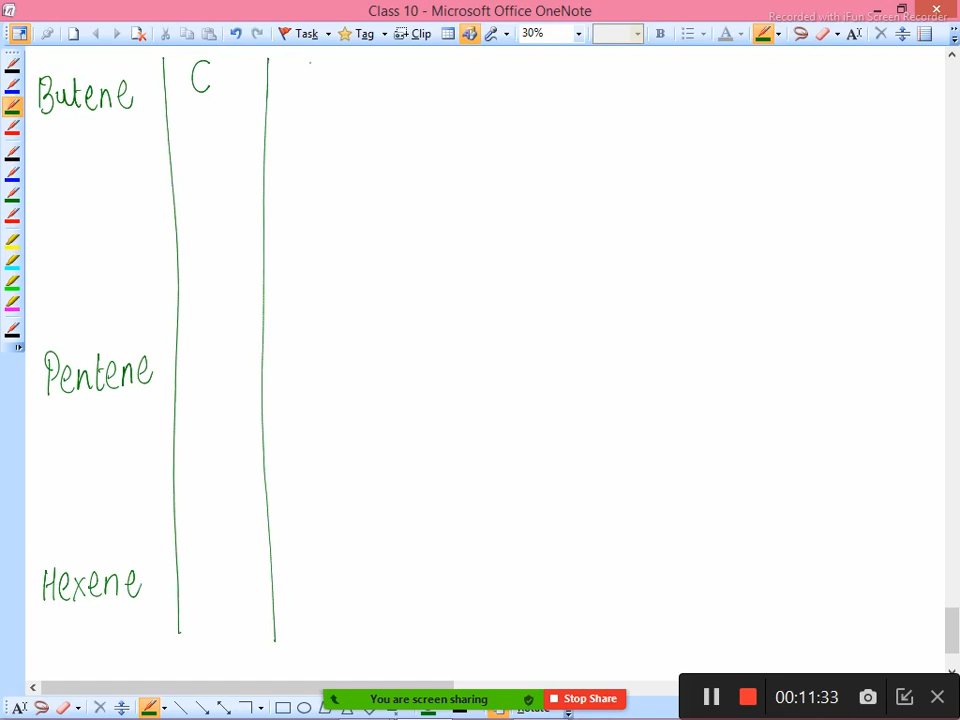 Class 10 - Microsoft Office OneNote
Recorded with iFun Screen Recorder
Task Tag Clip 30% B A A
Butene C
Pentene
Hexene
A You are screen sharing Stop Share
00:11:33